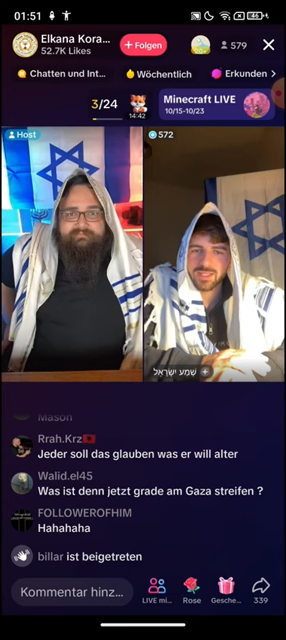 01:51
46
Elkana Kora...
52.7K Likes
+ Folgen
579
Chatten und Int...
Wöchentlich
Erkunden
3/24
14:42
Minecraft LIVE
10/15-10/23
Host
572
שמע ישראל
Mason
Rrah.Krz
Jeder soll das glauben was er will alter
Walid.el45
Was ist denn jetzt grade am Gaza streifen ?
FOLLOWEROFHIM
Hahahaha
billar ist beigetreten
Kommentar hinz...
LIVE mi...
Rose
Gesche...
339